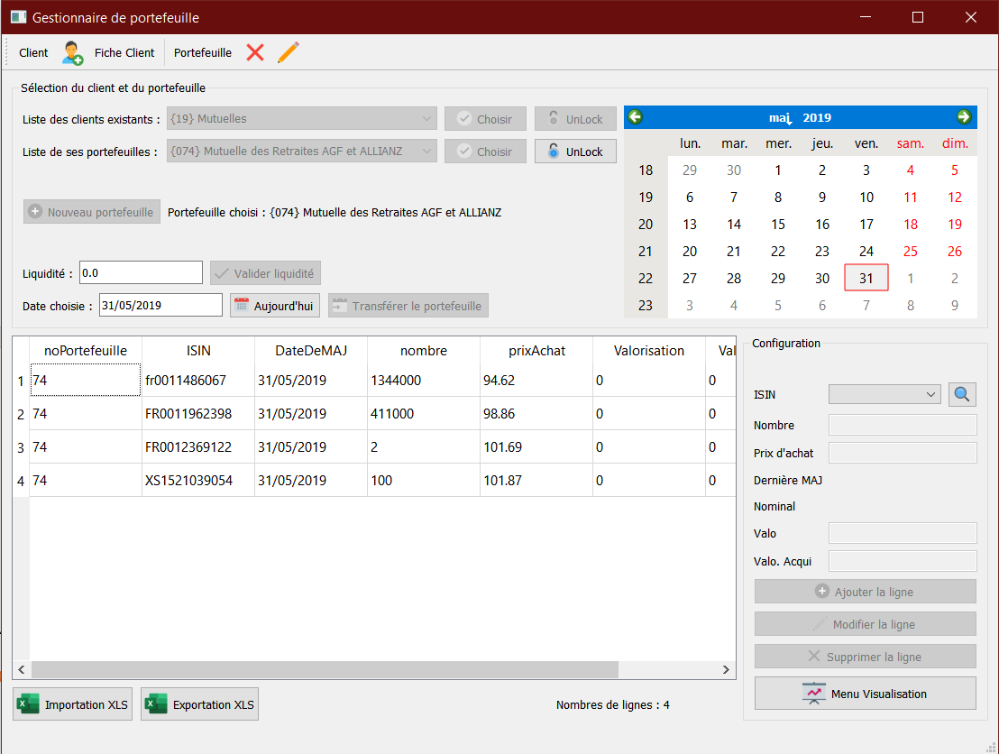 Gestionnaire de portefeuille
Client Fiche Client Portefeuille
Sélection du client et du portefeuille
Liste des clients existants : {19} Mutuelles Choisir UnLock
Liste de ses portefeuilles : {074} Mutuelle des Retraites AGF et ALLIANZ Choisir UnLock
Nouveau portefeuille Portefeuille choisi : {074} Mutuelle des Retraites AGF et ALLIANZ
Liquidité : 0.0 Valider liquidité
Date choisie : 31/05/2019 Aujourd'hui Transférer le portefeuille
mai 2019
lun. mar. mer. jeu. ven. sam. dim.
18 29 30 1 2 3 4 5
19 6 7 8 9 10 11 12
20 13 14 15 16 17 18 19
21 20 21 22 23 24 25 26
22 27 28 29 30 31 1 2
23 3 4 5 6 7 8 9
noPortefeuille ISIN DateDeMAJ nombre prixAchat Valorisation Val
1 74 fr0011486067 31/05/2019 1344000 94.62 0 0
2 74 FR0011962398 31/05/2019 411000 98.86 0 0
3 74 FR0012369122 31/05/2019 2 101.69 0 0
4 74 XS1521039054 31/05/2019 100 101.87 0 0
Importation XLS Exportation XLS Nombres de lignes : 4
Configuration
ISIN
Nombre
Prix d'achat
Dernière MAJ
Nominal
Valo
Valo. Acqui
Ajouter la ligne
Modifier la ligne
Supprimer la ligne
Menu Visualisation